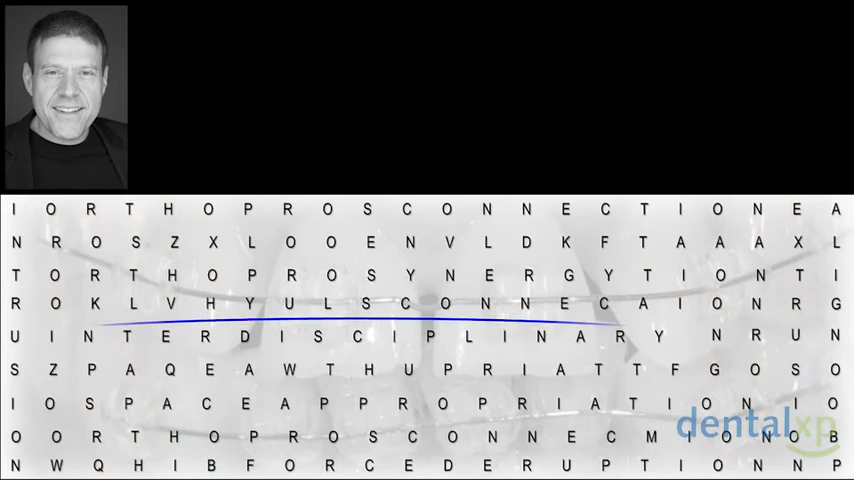 I O R T H O P R O S C O N N E C T I O N E A
N R O S Z X L O O E N V L D K F T A A A X L
T O R T H O P R O S Y N E R G Y T I O N T I
R O K L V H Y U L S C O N N E C A I O N R G
U I N T E R D I S C I P L I N A R Y N R U N
S Z P A Q E A W T H U P R I A T T F G O S O
I O S P A C E A P P R O P R I A T I O N I O
O O R T H O P R O S C O N N E C M I O N O B
N W Q H I B F O R C E D E R U P T I O N N P
dentalxp